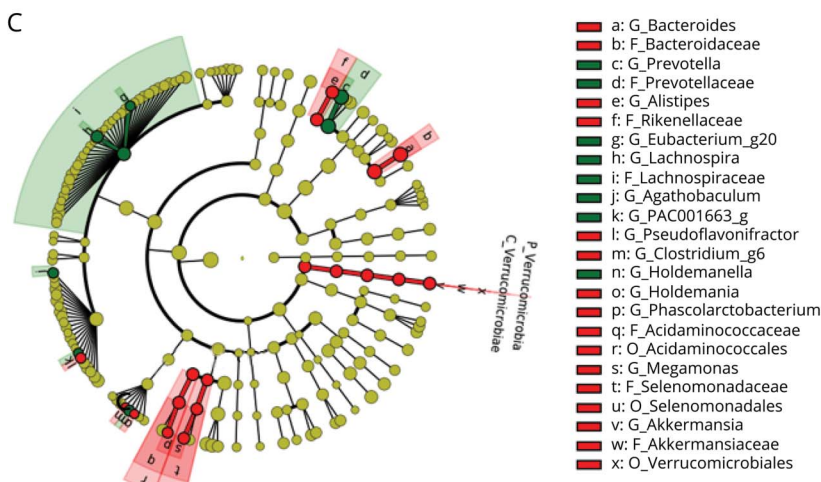 C
a: G_Bacteroides
b: F_Bacteroidaceae
c: G_Prevotella
d: F_Prevotellaceae
e: G_Alistipes
f: F_Rikenellaceae
g: G_Eubacterium_g20
h: G_Lachnospira
i: F_Lachnospiraceae
j: G_Agathobaculum
k: G_PAC001663_g
l: G_Pseudoflavonifractor
m: G_Clostridium_g6
n: G_Holdemanella
o: G_Holdemania
p: G_Phascolarctobacterium
q: F_Acidaminococcaceae
r: O_Acidaminococcales
s: G_Megamonas
t: F_Selenomonadaceae
u: O_Selenomonadales
v: G_Akkermansia
w: F_Akkermansiaceae
x: O_Verrucomicrobiales
P_Verrucomicrobia
C_Verrucomicrobiae
f
d
e
c
b
a
i
v
w
x
s
q
t